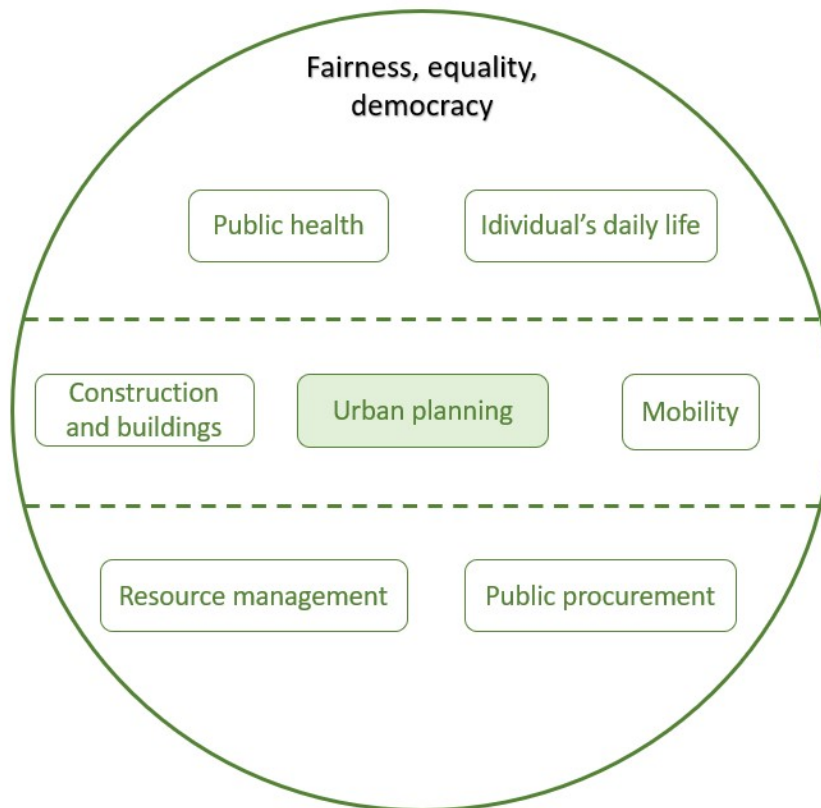 Fairness, equality,
democracy
Public health
Idividual's daily life
Construction
and buildings
Urban planning
Mobility
Resource management
Public procurement